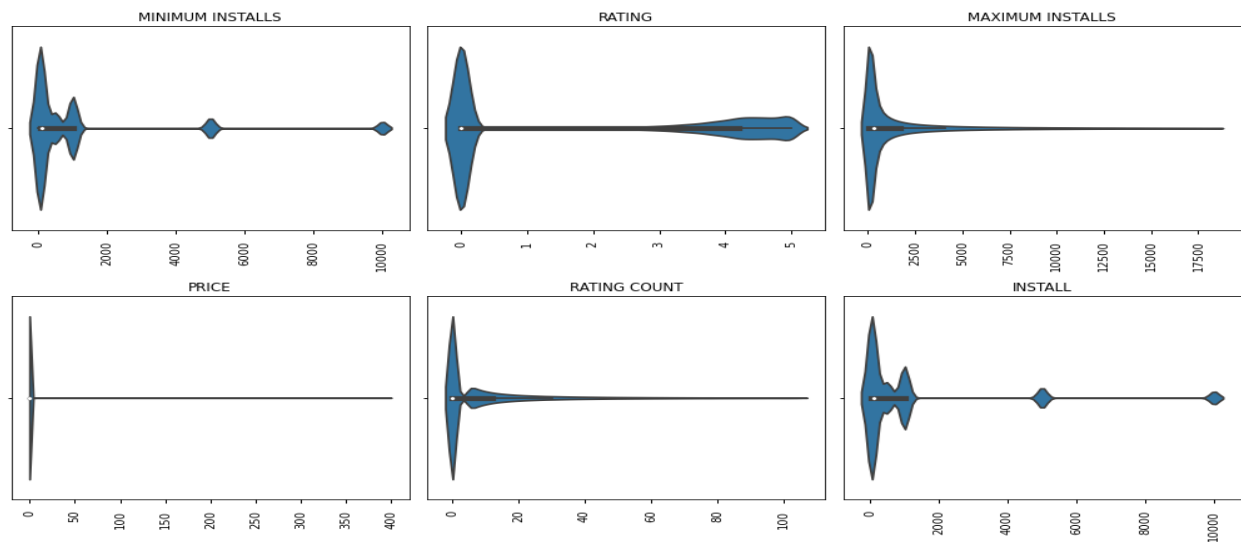 MINIMUM INSTALLS
RATING
MAXIMUM INSTALLS
0 2000 4000 6000 8000 10000
0 1 2 3 4 5
0 2500 5000 7500 10000 12500 15000 17500
PRICE
RATING COUNT
INSTALL
0 50 100 150 200 250 300 350 400
0 20 40 60 80 100
0 2000 4000 6000 8000 10000